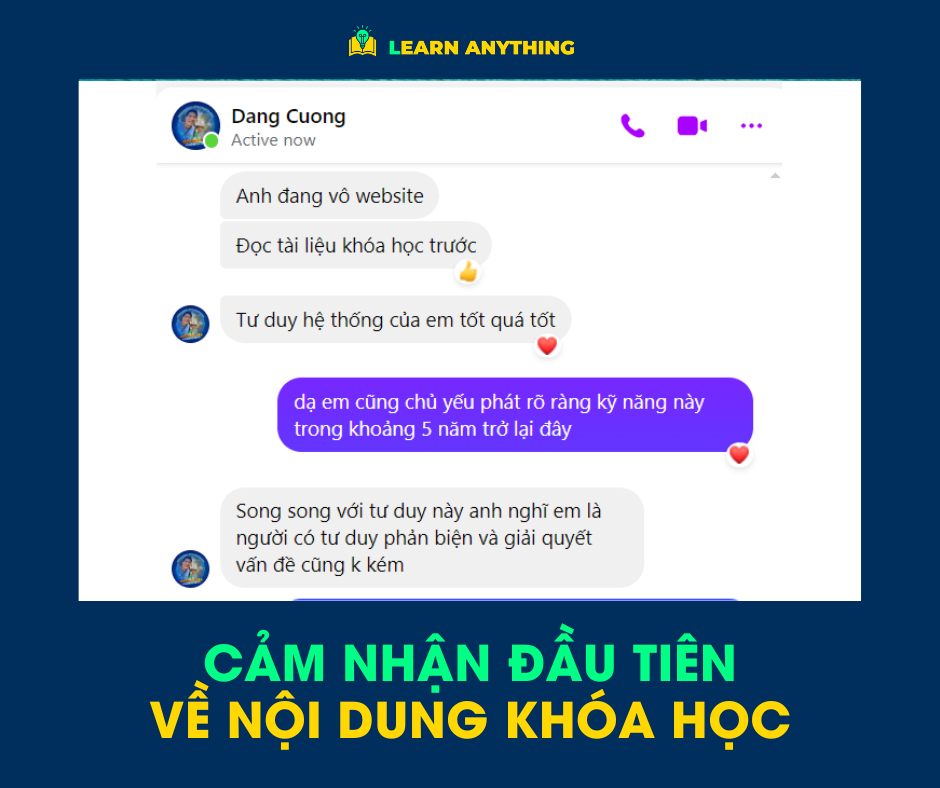 LEARN ANYTHING
Dang Cuong
Active now
Anh đang vô website
Đọc tài liệu khóa học trước
Tư duy hệ thống của em tốt quá tốt
dạ em cũng chủ yếu phát rõ ràng kỹ năng này
trong khoảng 5 năm trở lại đây
Song song với tư duy này anh nghĩ em là
người có tư duy phản biện và giải quyết
vấn đề cũng k kém
CẢM NHẬN ĐẦU TIÊN
VỀ NỘI DUNG KHÓA HỌC